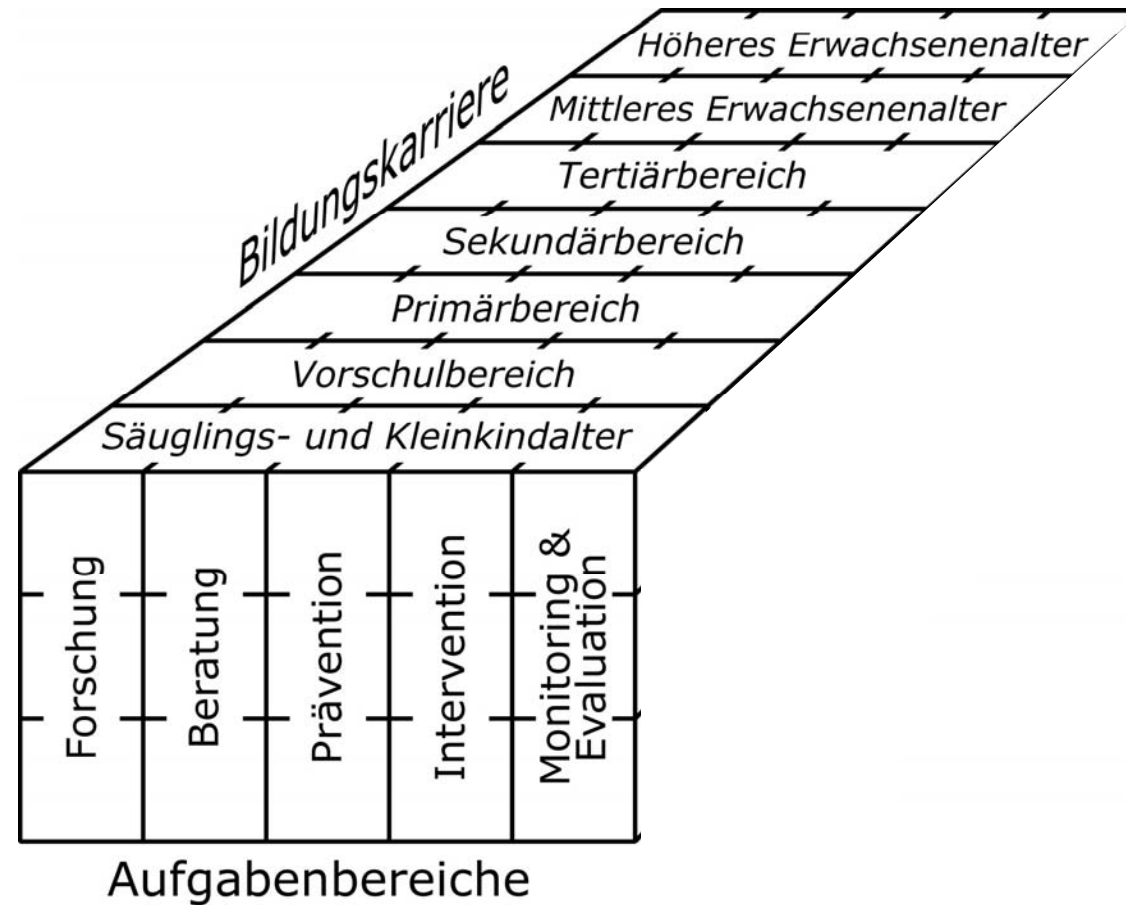 Höheres Erwachsenenalter
Mittleres Erwachsenenalter
Tertiärbereich
Sekundärbereich
Primärbereich
Vorschulbereich
Säuglings- und Kleinkindalter
Bildungskarriere
Forschung
Beratung
Prävention
Intervention
Monitoring &
Evaluation
Aufgabenbereiche